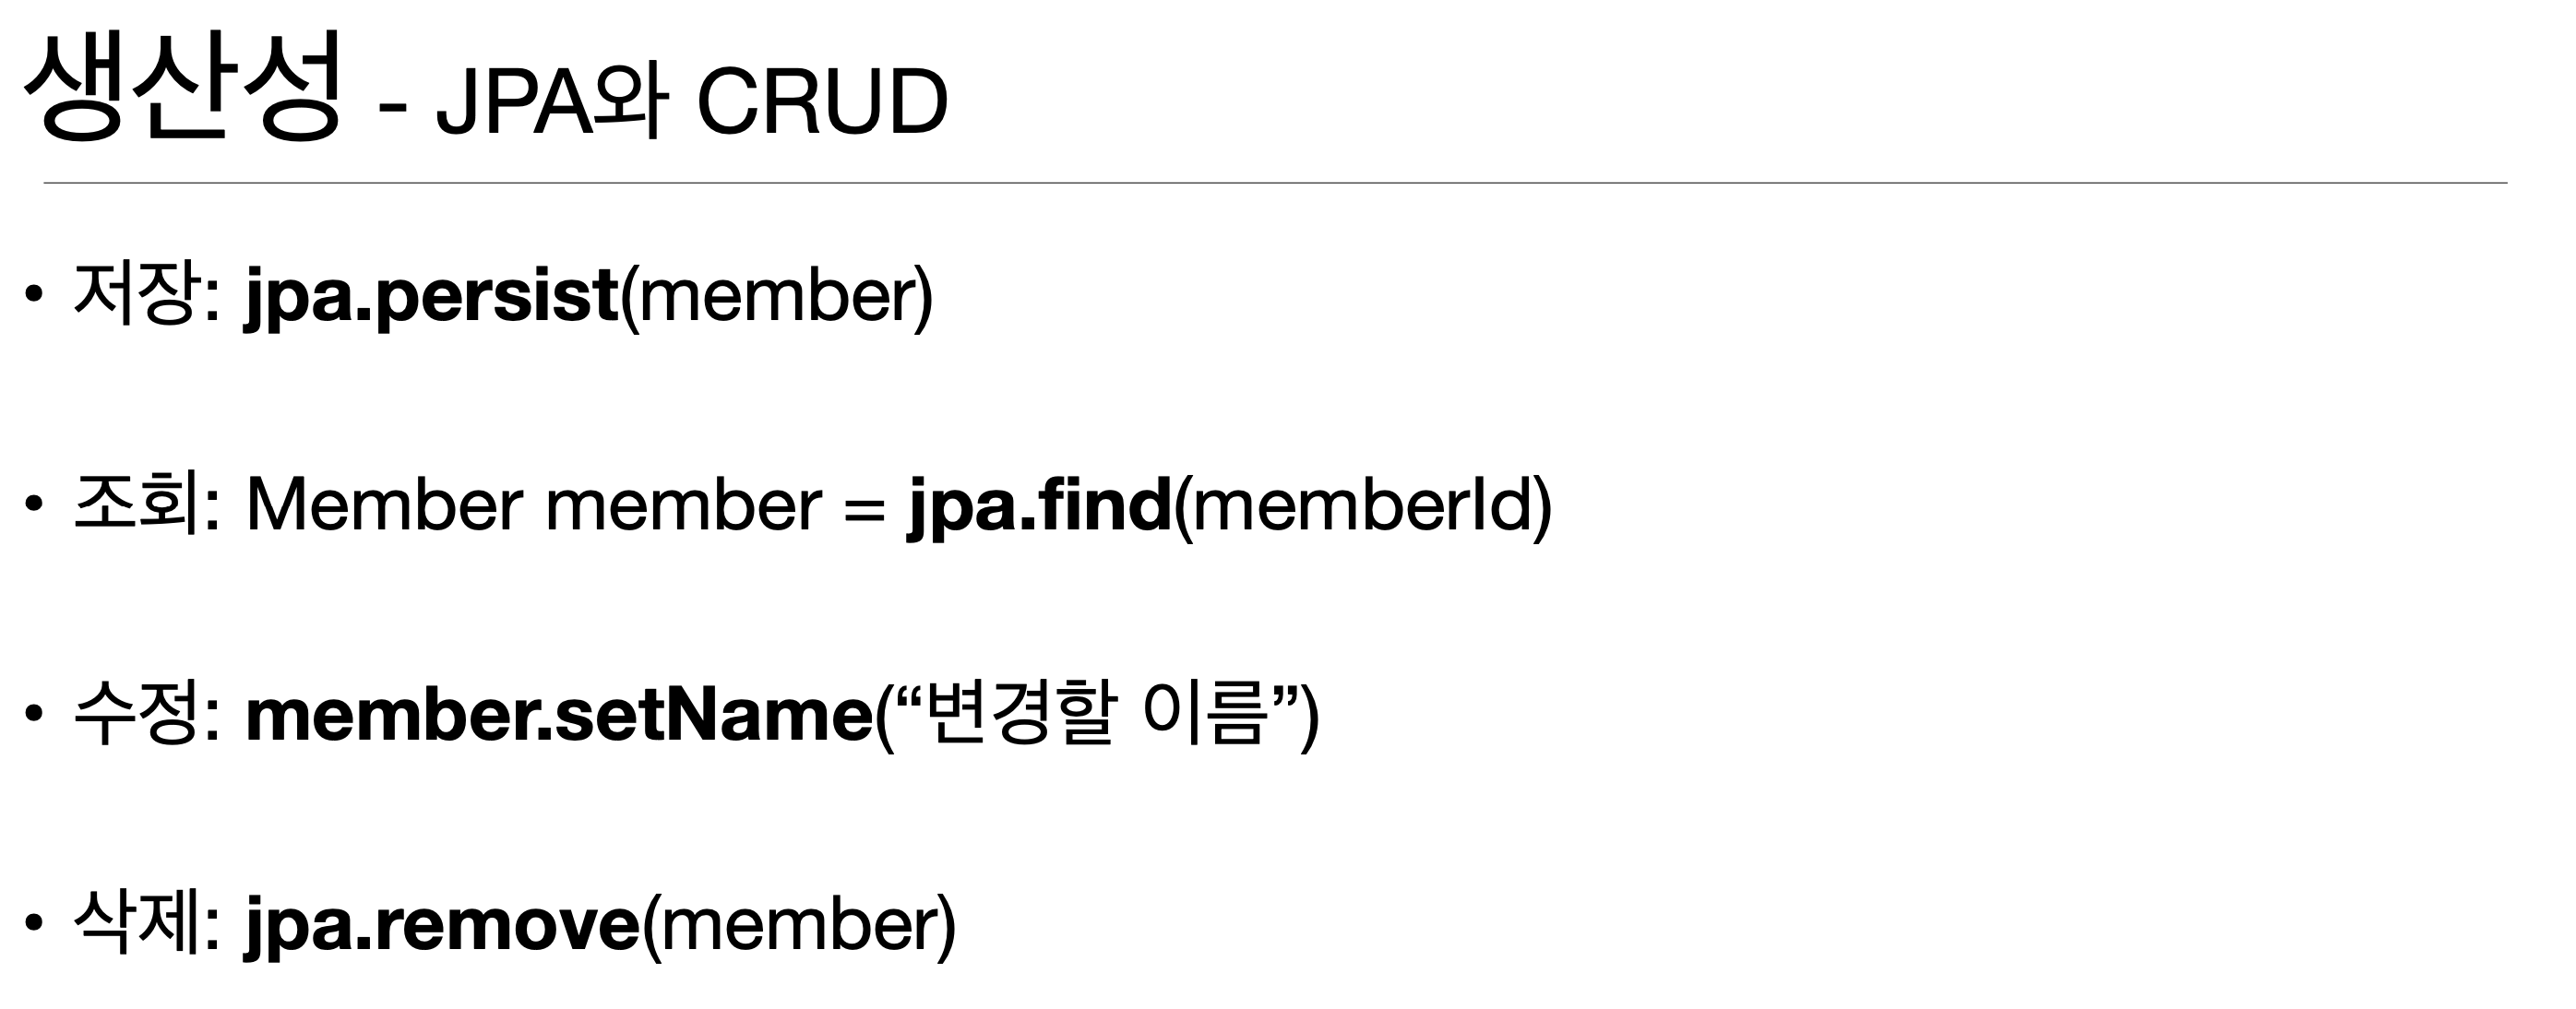 생산성 - JPA와 CRUD
• 저장: jpa.persist(member)
• 조회: Member member = jpa.find(memberId)
• 수정: member.setName(“변경할 이름”)
• 삭제: jpa.remove(member)